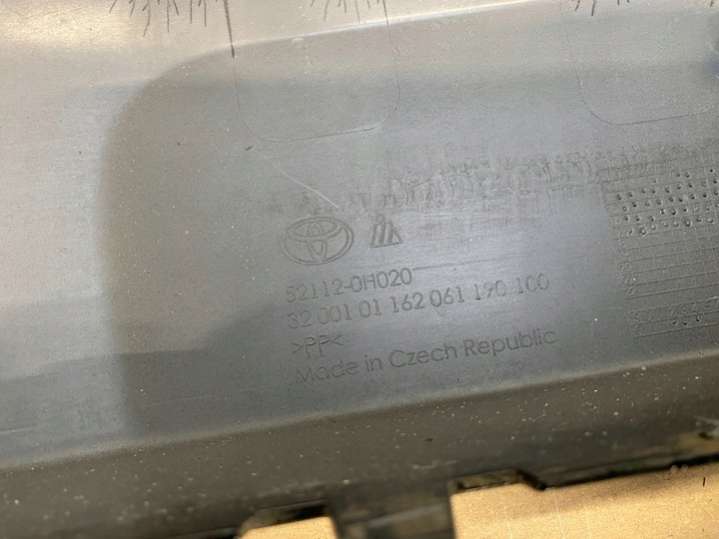 52112-0H020
32 001 01 162 061 190 100
>PP<
Made in Czech Republic